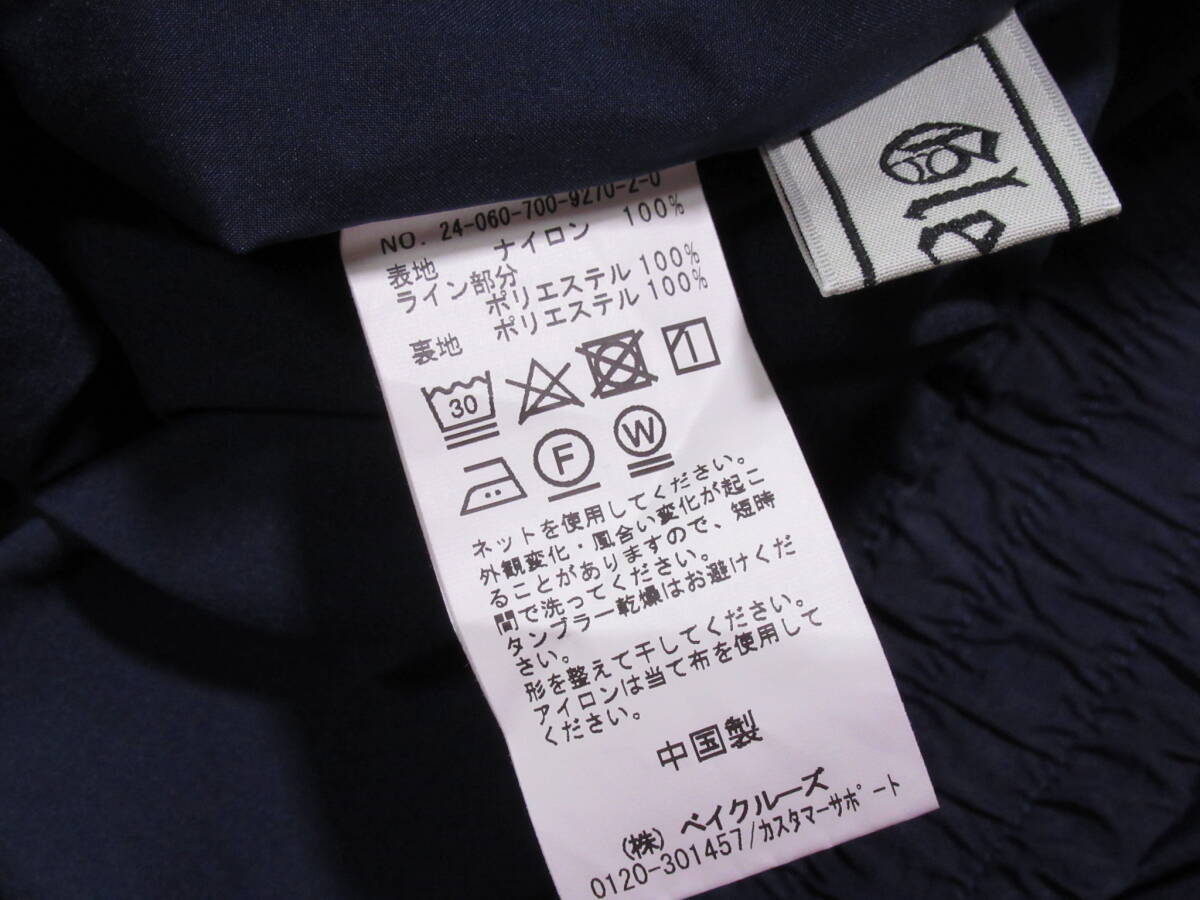 NO. 24-060-700-9270-2-0
表地 ナイロン 100%
ライン部分
ポリエステル 100%
裏地 ポリエステル 100%
30
1
F
W
ネットを使用してください。
外観変化・風合い変化が起こ
ることがありますので、短時
間で洗ってください。
タンブラー乾燥はお避けくだ
さい。
形を整えて干してください。
アイロンは当て布を使用して
ください。
中国製
(株) ベイクルーズ
0120-301457/カスタマーサポート